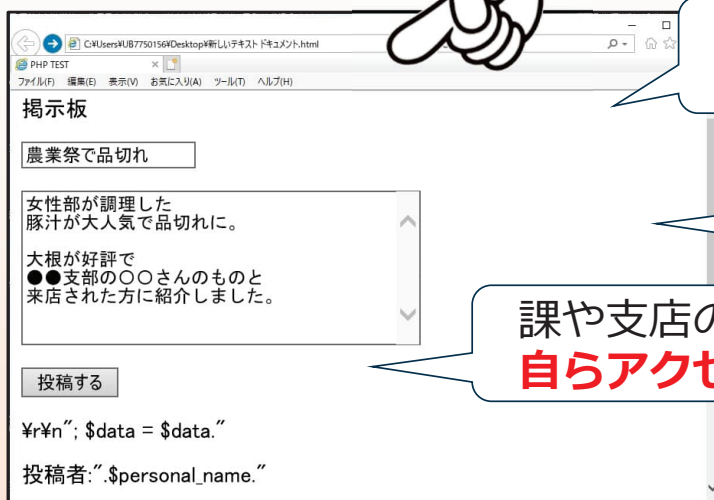 C:¥Users¥UB7750156¥Desktop¥新しいテキスト ドキュメント.html
PHP TEST
ファイル(F) 編集(E) 表示(V) お気に入り(A) ツール(T) ヘルプ(H)
掲示板
農業祭で品切れ
女性部が調理した
豚汁が大人気で品切れに。
大根が好評で
●●支部の〇〇さんのものと
来店された方に紹介しました。
課や支店の
自らアクセ
投稿する
¥r¥n"; $data = $data."
投稿者:".$personal_name."